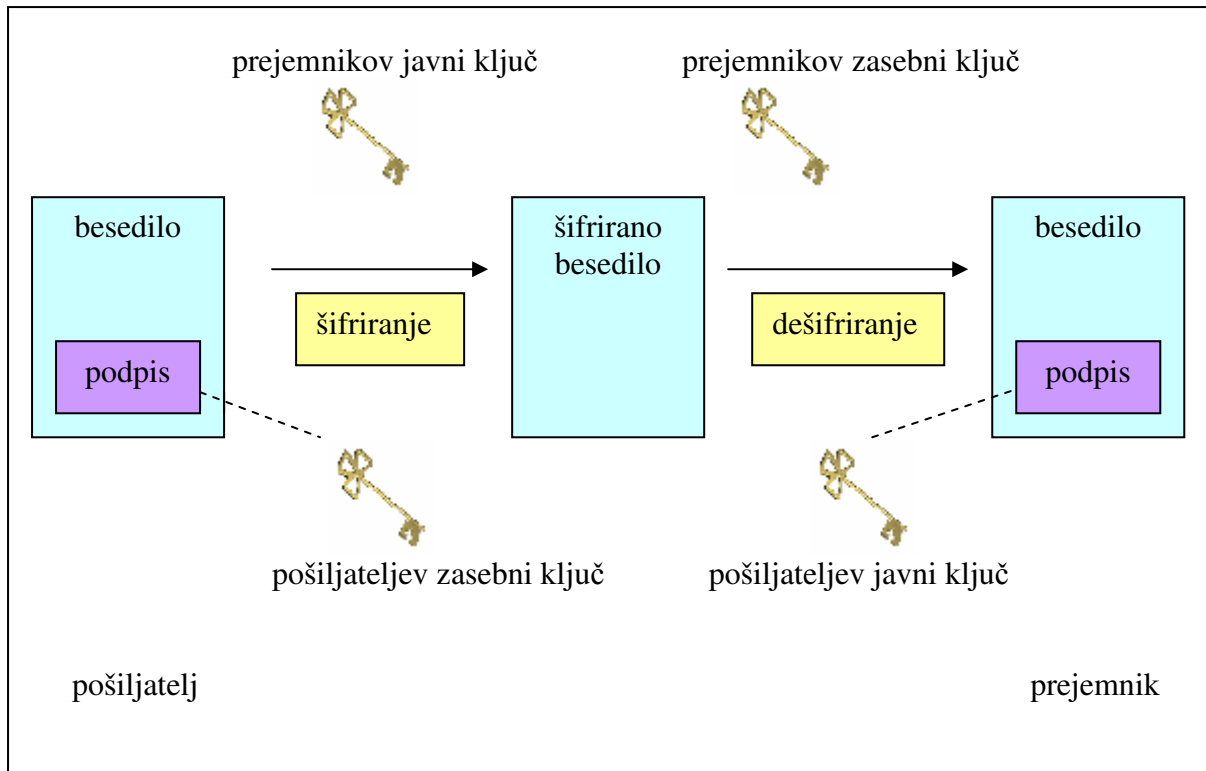 prejemnikov javni ključ
prejemnikov zasebni ključ
besedilo
šifrirano
besedilo
besedilo
šifriranje
dešifriranje
podpis
podpis
pošiljateljev zasebni ključ
pošiljateljev javni ključ
pošiljatelj
prejemnik